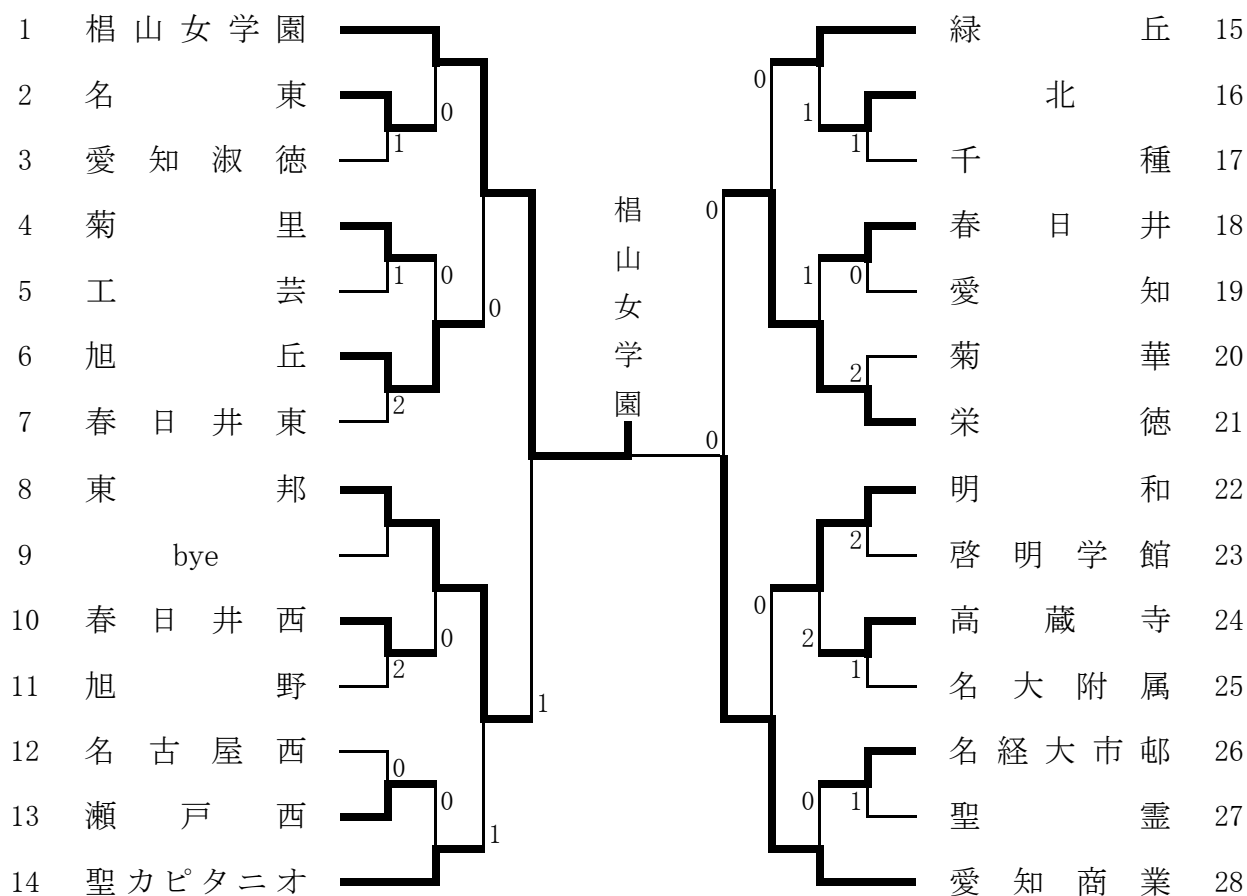 1 椙山女学園
2 名東
3 愛知淑徳
4 菊里
5 工芸
6 旭丘
7 春日井東
8 東邦
9 bye
10 春日井西
11 旭野
12 名古屋西
13 瀬戸西
14 聖カピタニオ
0
1
0
1
0
2
0
2
1
0
0
1
椙山女学園
0
0
0
1
1
1
0
2
2
0
2
1
0
1
緑丘 15
北 16
千種 17
春日井 18
愛知 19
菊華 20
栄徳 21
明和 22
啓明学館 23
高蔵寺 24
名大附属 25
名経大市邨 26
聖霊 27
愛知商業 28